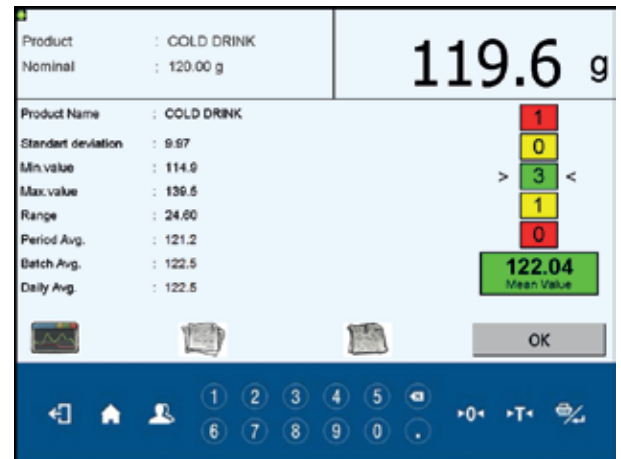 Product : COLD DRINK
Nominal : 120.00 g
119.6 g
Product Name : COLD DRINK
Standart deviation : 9.97
Min.value : 114.9
Max.value : 139.5
Range : 24.60
Period Avg. : 121.2
Batch Avg. : 122.5
Daily Avg. : 122.5
1
0
> 3 <
1
0
122.04
Mean Value
OK
1 2 3 4 5
6 7 8 9 0 .
▸0◂ ▸T◂